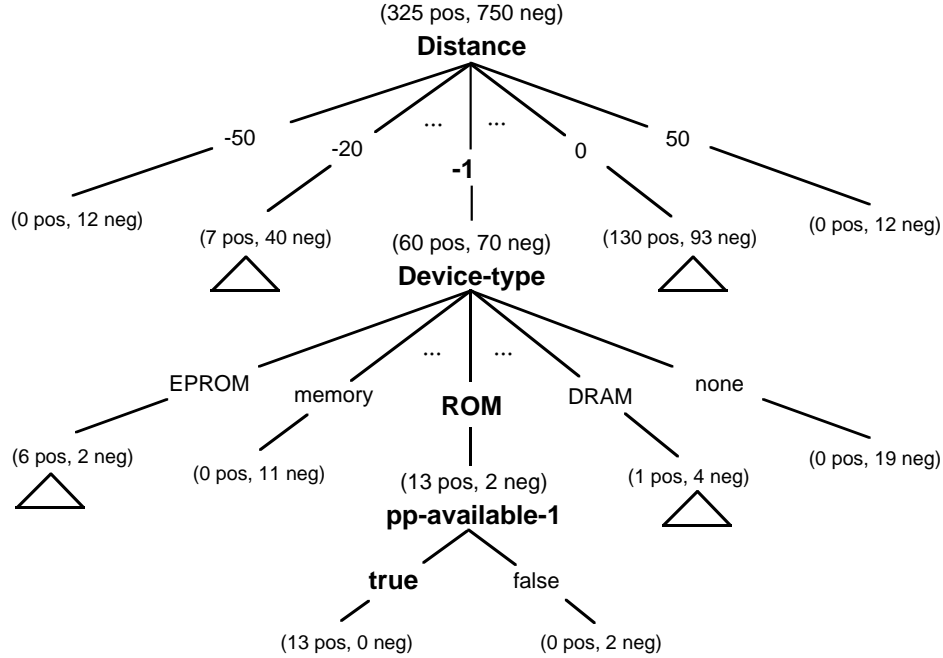 (325 pos, 750 neg)
Distance
... ...
-50 -20 -1 0 50
(0 pos, 12 neg) (7 pos, 40 neg) (60 pos, 70 neg) (130 pos, 93 neg) (0 pos, 12 neg)
Device-type
... ...
EPROM memory ROM DRAM none
(6 pos, 2 neg) (0 pos, 11 neg) (13 pos, 2 neg) (1 pos, 4 neg) (0 pos, 19 neg)
pp-available-1
true false
(13 pos, 0 neg) (0 pos, 2 neg)